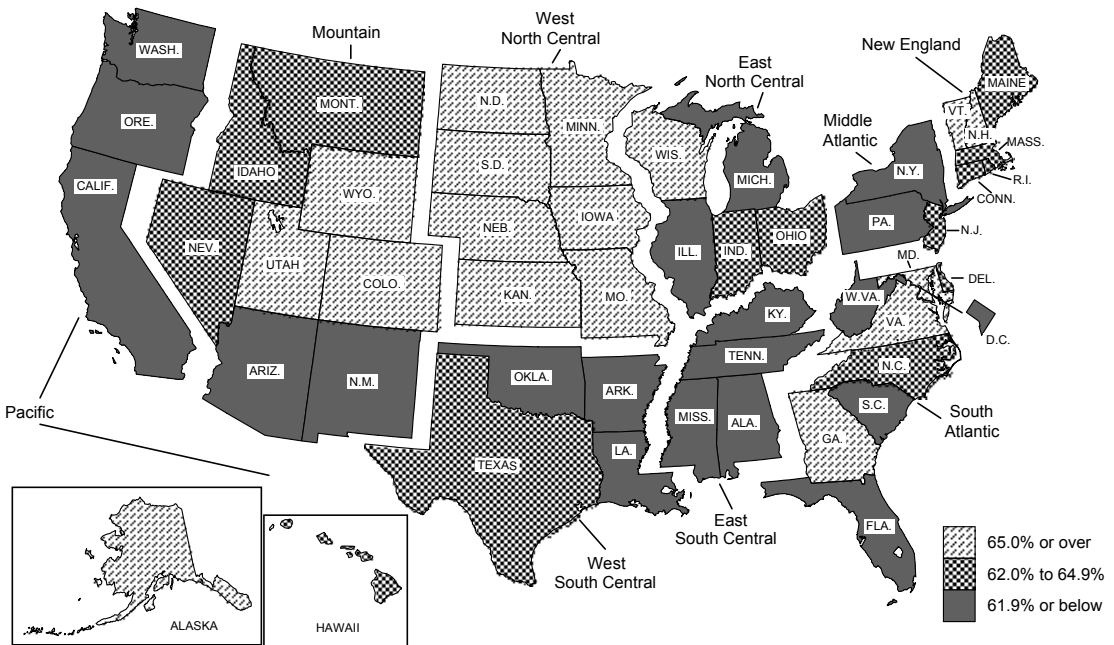 West
North Central
Mountain
New England
East
North Central
WASH.
MAINE
MONT.
N.D.
VT.
ORE.
MINN.
Middle
Atlantic
N.H.
MASS.
WIS.
S.D.
IDAHO
MICH.
N.Y.
R.I.
CALIF.
WYO.
CONN.
IOWA
PA.
NEB.
N.J.
NEV.
OHIO
ILL.
IND.
UTAH
MD.
COLO.
KAN.
MO.
DEL.
W.VA.
KY.
VA.
D.C.
TENN.
N.C.
ARIZ.
N.M.
OKLA.
ARK.
S.C.
Pacific
MISS.
ALA.
South
Atlantic
GA.
LA.
TEXAS
FLA.
East
South Central
West
South Central
65.0% or over
62.0% to 64.9%
61.9% or below
ALASKA
HAWAII